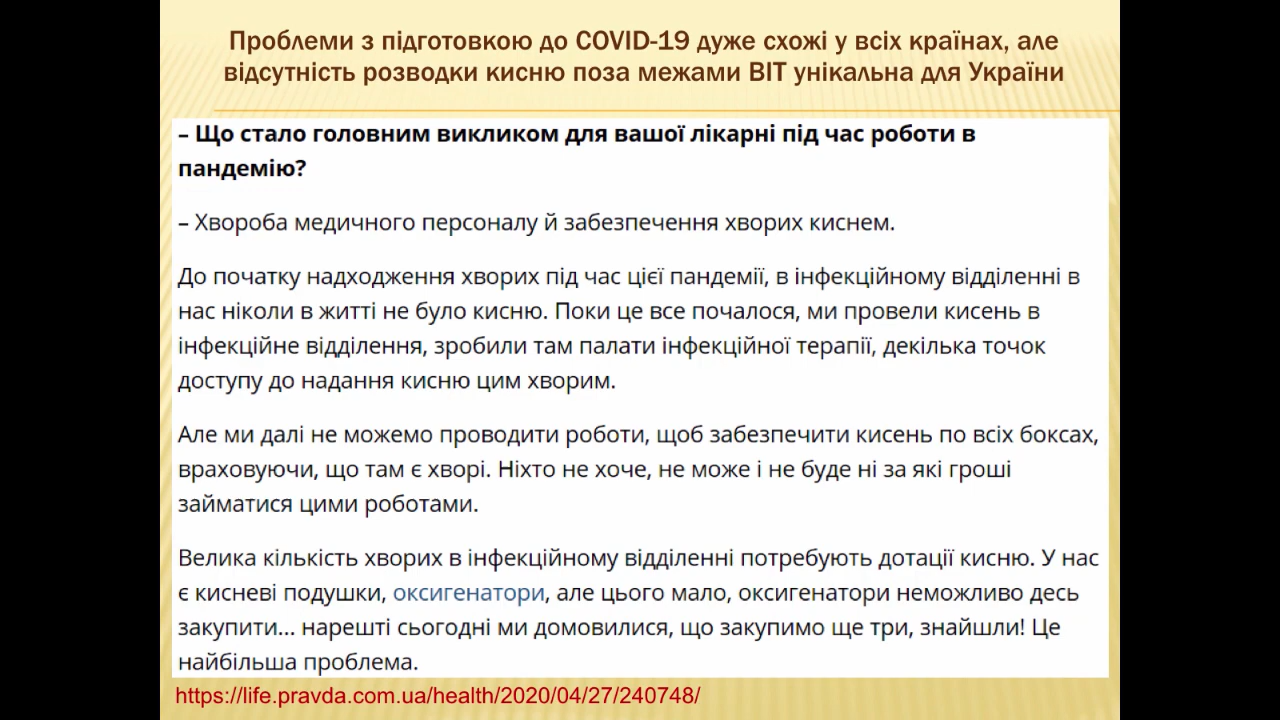 Проблеми з підготовкою до COVID-19 дуже схожі у всіх країнах, але
відсутність розводки кисню поза межами ВІТ унікальна для України
– Що стало головним викликом для вашої лікарні під час роботи в
пандемію?
– Хвороба медичного персоналу й забезпечення хворих киснем.
До початку надходження хворих під час цієї пандемії, в інфекційному відділенні в
нас ніколи в житті не було кисню. Поки це все почалося, ми провели кисень в
інфекційне відділення, зробили там палати інфекційної терапії, декілька точок
доступу до надання кисню цим хворим.
Але ми далі не можемо проводити роботи, щоб забезпечити кисень по всіх боксах,
враховуючи, що там є хворі. Ніхто не хоче, не може і не буде ні за які гроші
займатися цими роботами.
Велика кількість хворих в інфекційному відділенні потребують дотації кисню. У нас
є кисневі подушки, оксигенатори, але цього мало, оксигенатори неможливо десь
закупити... нарешті сьогодні ми домовилися, що закупимо ще три, знайшли! Це
найбільша проблема.
https://life.pravda.com.ua/health/2020/04/27/240748/